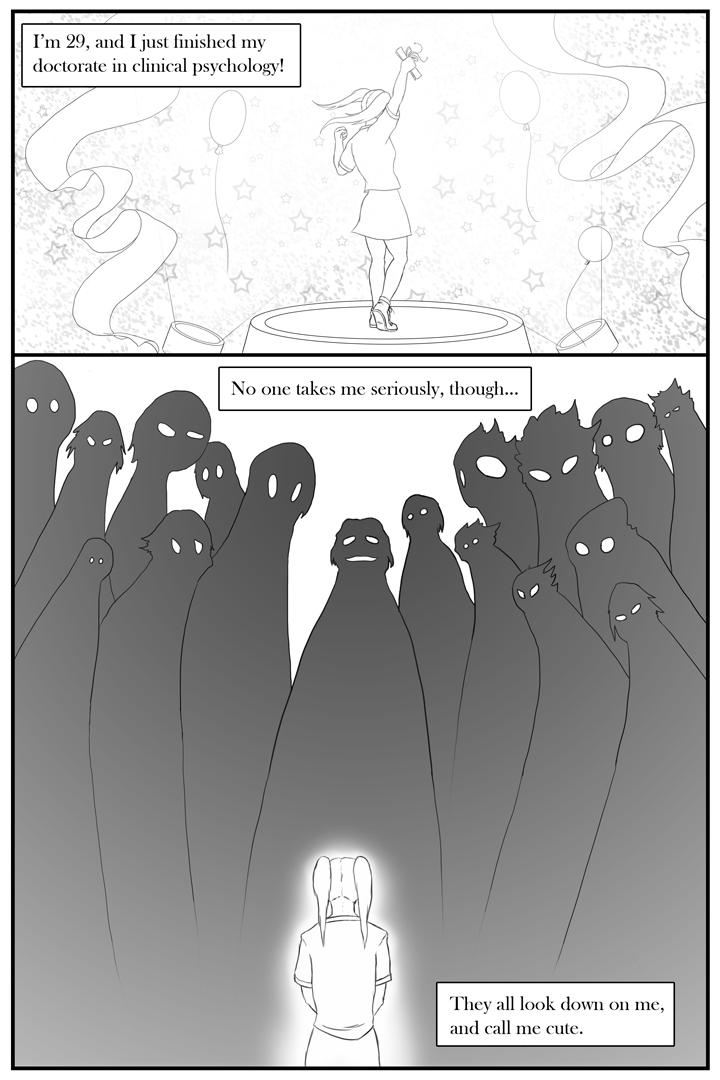 I’m 29, and I just finished my
doctorate in clinical psychology!
No one takes me seriously, though...
They all look down on me,
and call me cute.